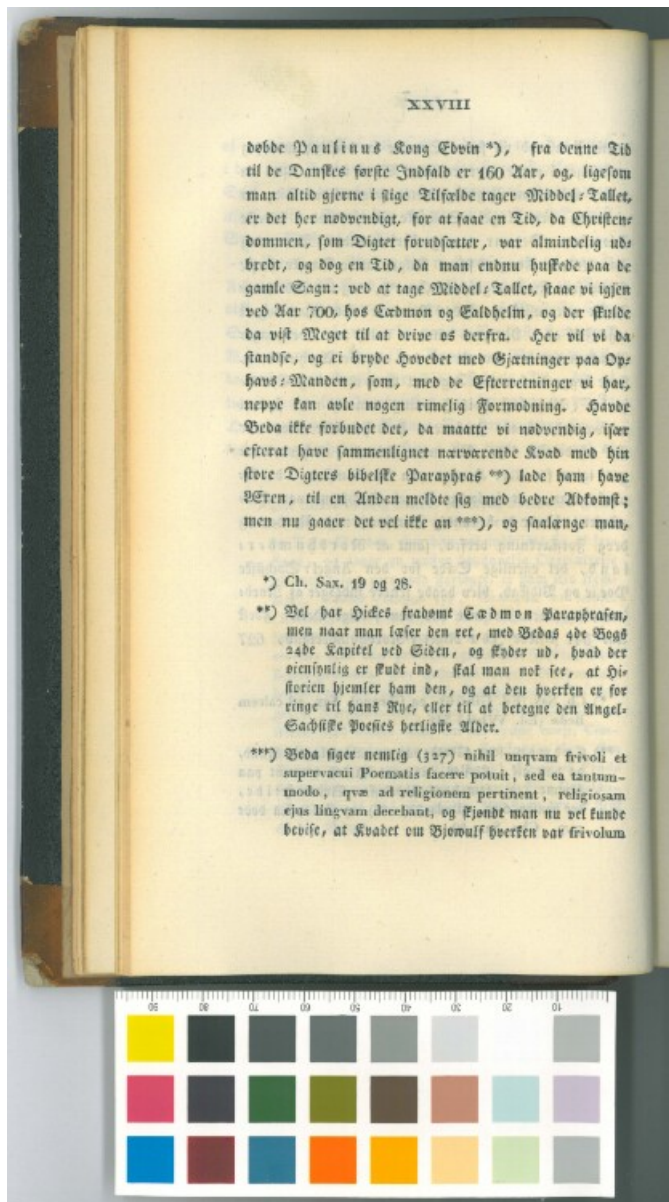 XXVIII
døbde Paulinus Kong Edvin *), fra denne Tid
til de Danskes første Indfald er 160 Aar, og, ligesom
man altid gjerne i slige Tilfælde tager Middel-Tallet,
er det her nødvendigt, for at faae en Tid, da Christen-
dommen, som Digtet forudsætter, var almindelig ud-
bredt, og dog en Tid, da man endnu huskede paa de
gamle Sagn: ved at tage Middel-Tallet, staae vi igjen
ved Aar 700, hos Cædmon og Ealdhelm, og der skulde
da vist Meget til at drive os derfra. Her vil vi da
standse, og ei bryde Hovedet med Gjætninger paa Op-
havs-Manden, som, med de Efterretninger vi har,
neppe kan avle nogen rimelig Formodning. Havde
Beda ikke forbudet det, da maatte vi nødvendig, især
efterat have sammenlignet nærværende Kvad med hin
store Digters bibelske Paraphras **) lade ham have
Æren, til en Anden meldte sig med bedre Adkomst;
men nu gaaer det vel ikke an ***), og saalænge man,
*) Ch. Sax. 19 og 28.
**) Vel har Hickes fradømt Cædmon Paraphrasen,
men naar man læser den ret, med Bedas 4de Bogs
24de Kapitel ved Siden, og skyder ud, hvad der
øiensynlig er skudt ind, skal man nok see, at Hi-
storien hjemler ham den, og at den hverken er for
ringe til hans Rye, eller til at betegne den Angel-
Sachsiske Poesies herligste Alder.
***) Beda siger nemlig (327) nihil unqvam frivoli et
supervacui Poematis facere potuit, sed ea tantum-
modo, qvæ ad religionem pertinent, religiosam
ejus lingvam decebant, og skjøndt man nu vel kunde
bevise, at Kvadet om Bjowulf hverken var frivolum
90 80 70 60 50 40 30 20 10